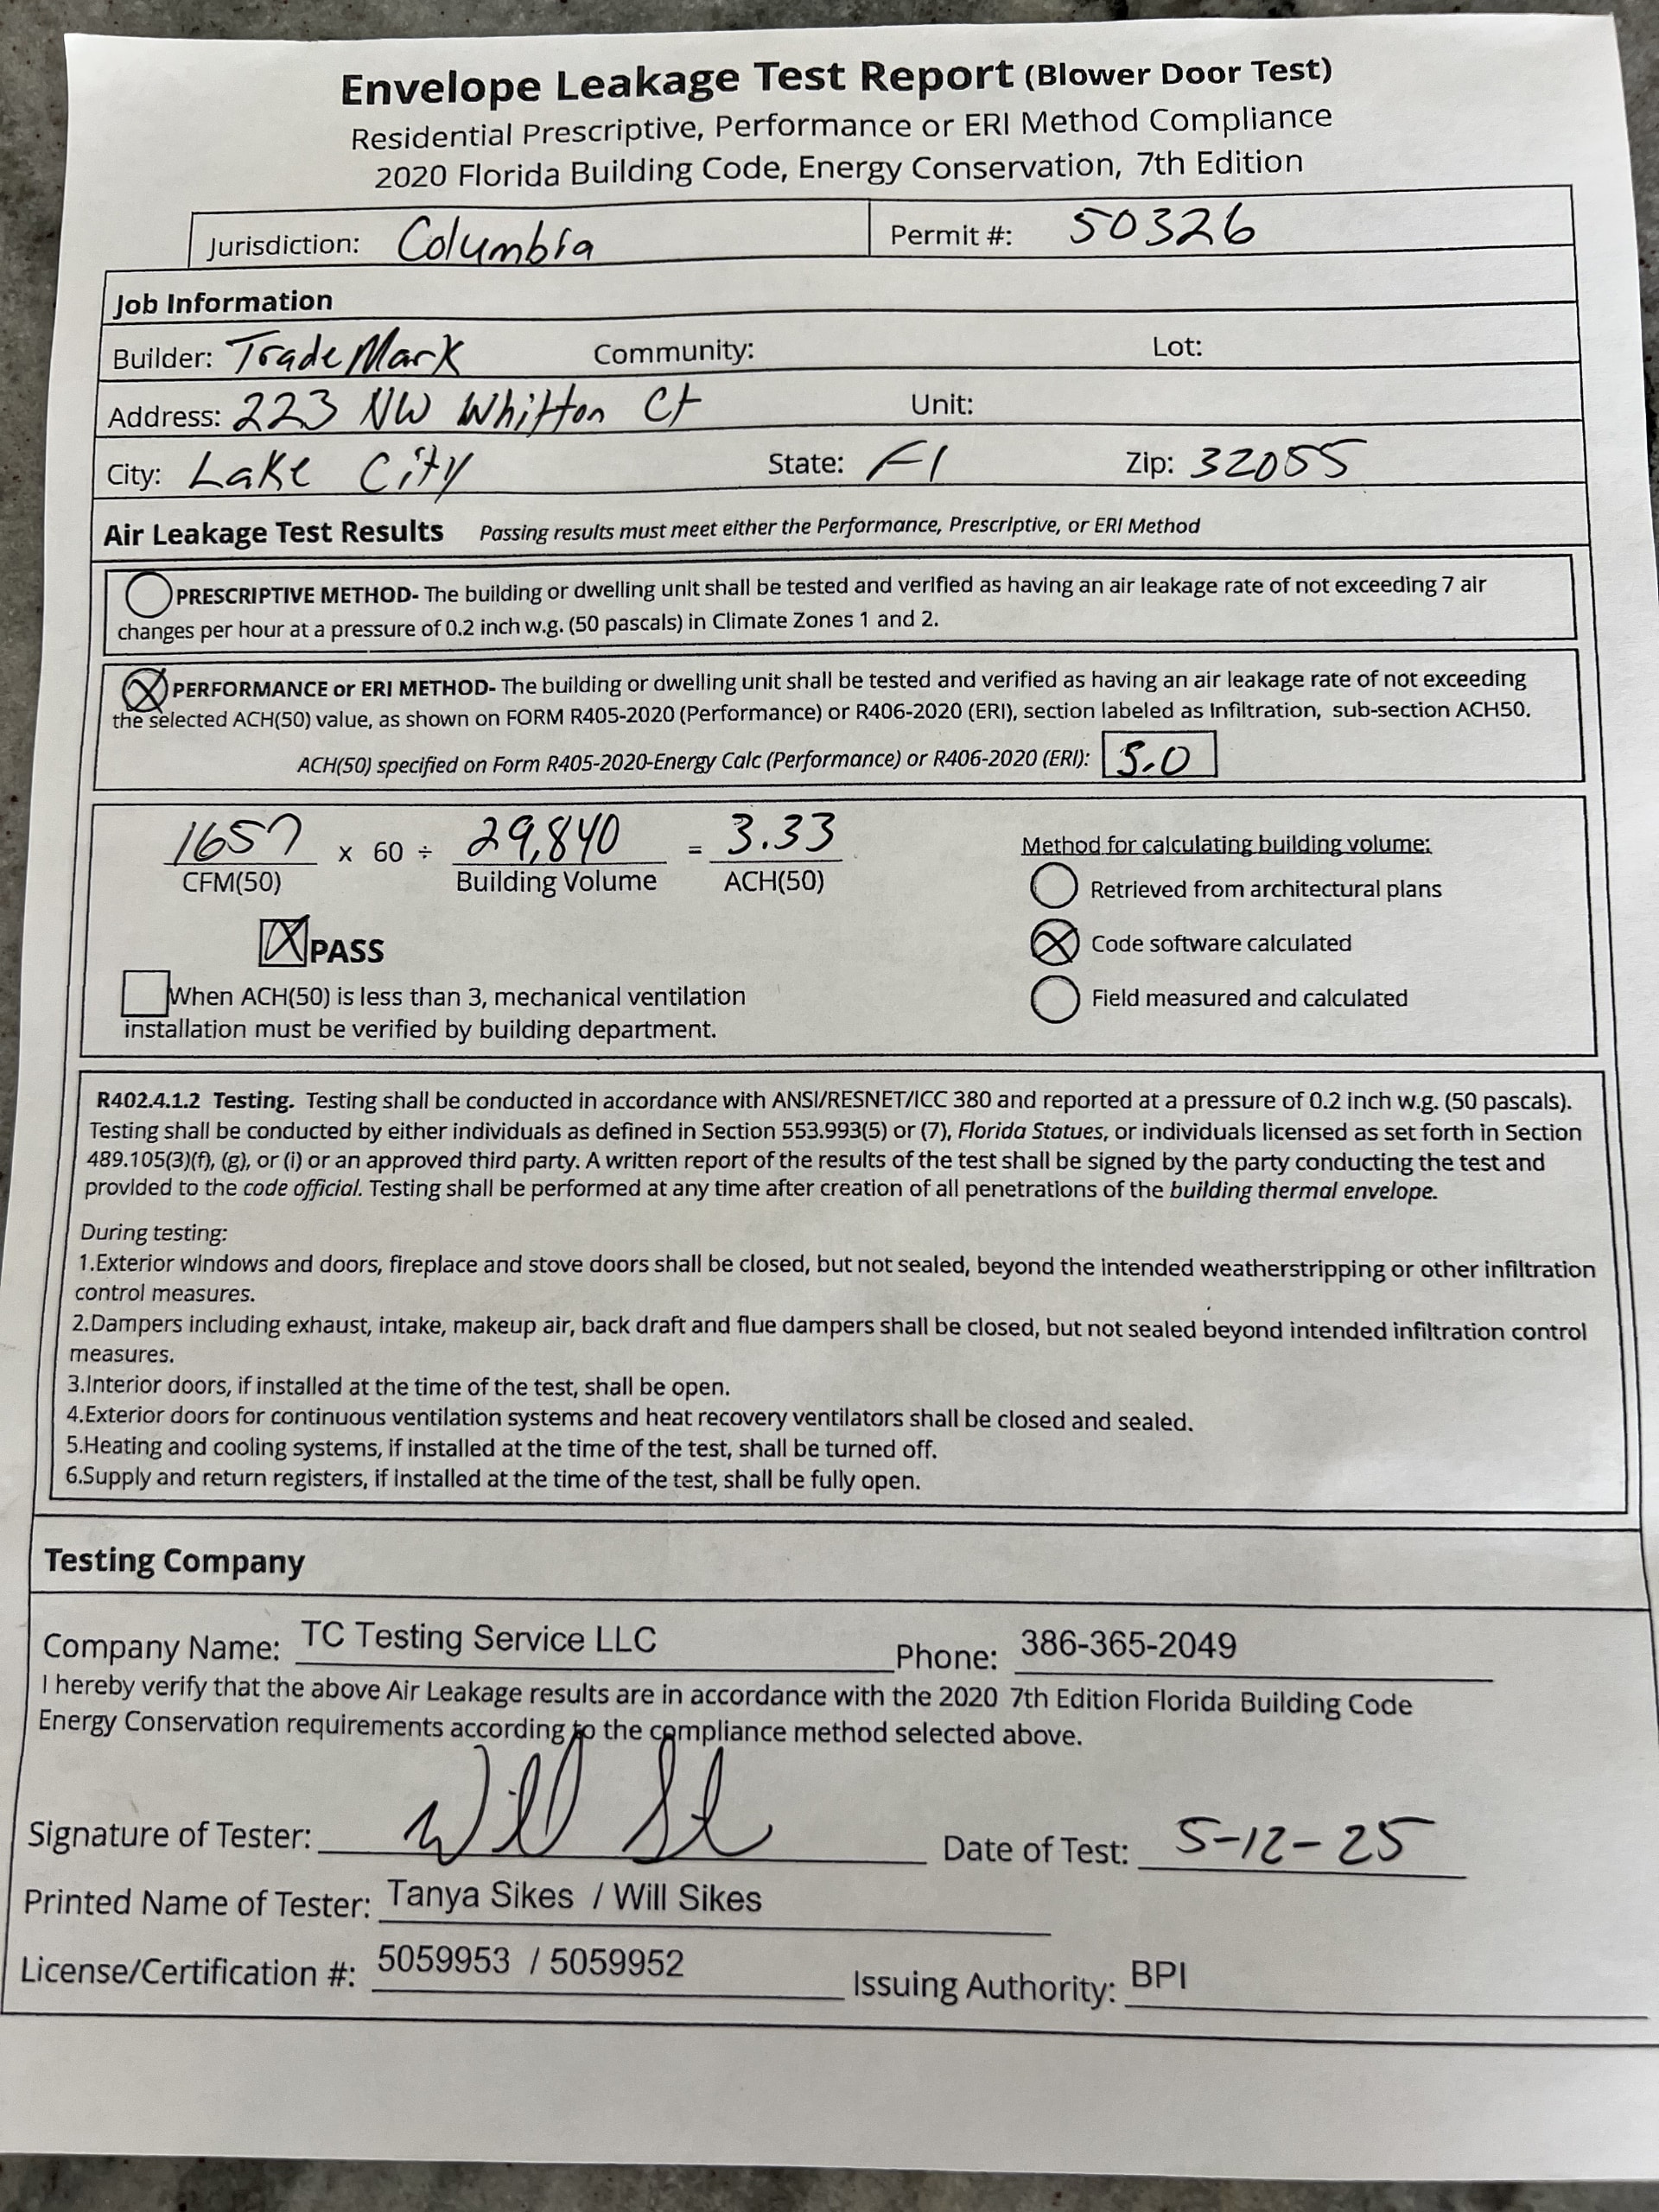 Envelope Leakage Test Report (Blower Door Test)
Residential Prescriptive, Performance or ERI Method Compliance
2020 Florida Building Code, Energy Conservation, 7th Edition
Jurisdiction: Columbia Permit #: 50326
Job Information
Builder: TradeMark Community: Lot:
Address: 223 NW Whitton Ct Unit:
City: Lake City State: Fl Zip: 32055
Air Leakage Test Results Passing results must meet either the Performance, Prescriptive, or ERI Method
PRESCRIPTIVE METHOD- The building or dwelling unit shall be tested and verified as having an air leakage rate of not exceeding 7 air
changes per hour at a pressure of 0.2 inch w.g. (50 pascals) in Climate Zones 1 and 2.
PERFORMANCE or ERI METHOD- The building or dwelling unit shall be tested and verified as having an air leakage rate of not exceeding
the selected ACH(50) value, as shown on FORM R405-2020 (Performance) or R406-2020 (ERI), section labeled as Infiltration, sub-section ACH50.
ACH(50) specified on Form R405-2020-Energy Calc (Performance) or R406-2020 (ERI): 5.0
1657 x 60 ÷ 29,840 = 3.33
CFM(50) Building Volume ACH(50)
Method for calculating building volume:
Retrieved from architectural plans
Code software calculated
Field measured and calculated
PASS
When ACH(50) is less than 3, mechanical ventilation
installation must be verified by building department.
R402.4.1.2 Testing. Testing shall be conducted in accordance with ANSI/RESNET/ICC 380 and reported at a pressure of 0.2 inch w.g. (50 pascals).
Testing shall be conducted by either individuals as defined in Section 553.993(5) or (7), Florida Statues, or individuals licensed as set forth in Section
489.105(3)(f), (g), or (i) or an approved third party. A written report of the results of the test shall be signed by the party conducting the test and
provided to the code official. Testing shall be performed at any time after creation of all penetrations of the building thermal envelope.
During testing:
1.Exterior windows and doors, fireplace and stove doors shall be closed, but not sealed, beyond the intended weatherstripping or other infiltration
control measures.
2.Dampers including exhaust, intake, makeup air, back draft and flue dampers shall be closed, but not sealed beyond intended infiltration control
measures.
3.Interior doors, if installed at the time of the test, shall be open.
4.Exterior doors for continuous ventilation systems and heat recovery ventilators shall be closed and sealed.
5.Heating and cooling systems, if installed at the time of the test, shall be turned off.
6.Supply and return registers, if installed at the time of the test, shall be fully open.
Testing Company
Company Name: TC Testing Service LLC Phone: 386-365-2049
I hereby verify that the above Air Leakage results are in accordance with the 2020 7th Edition Florida Building Code
Energy Conservation requirements according to the compliance method selected above.
Signature of Tester: Date of Test: 5-12-25
Printed Name of Tester: Tanya Sikes / Will Sikes
License/Certification #: 5059953 / 5059952 Issuing Authority: BPI